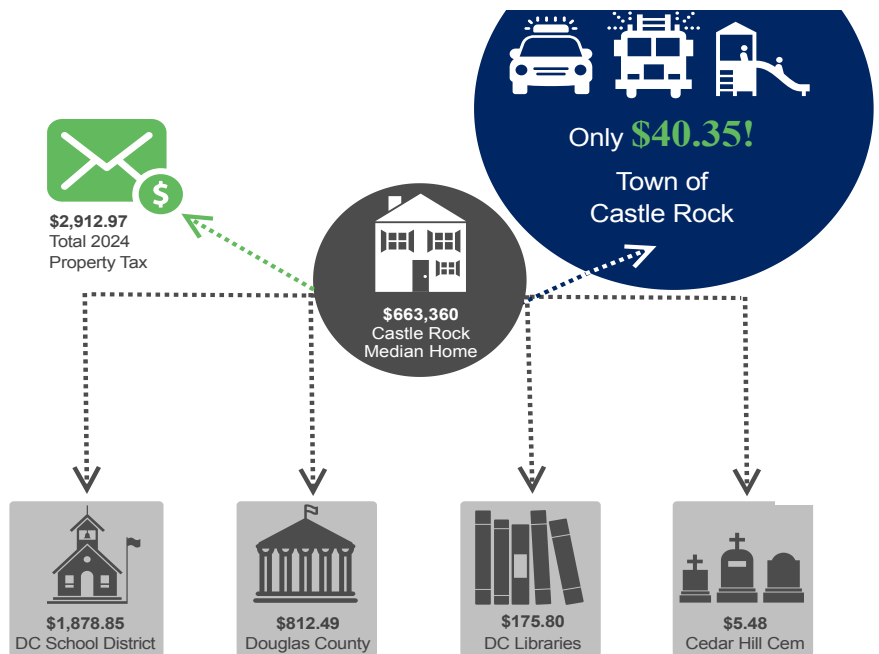 Only $40.35!
Town of
Castle Rock
$
$2,912.97
Total 2024
Property Tax
$663,360
Castle Rock
Median Home
$1,878.85
DC School District
$812.49
Douglas County
$175.80
DC Libraries
$5.48
Cedar Hill Cem